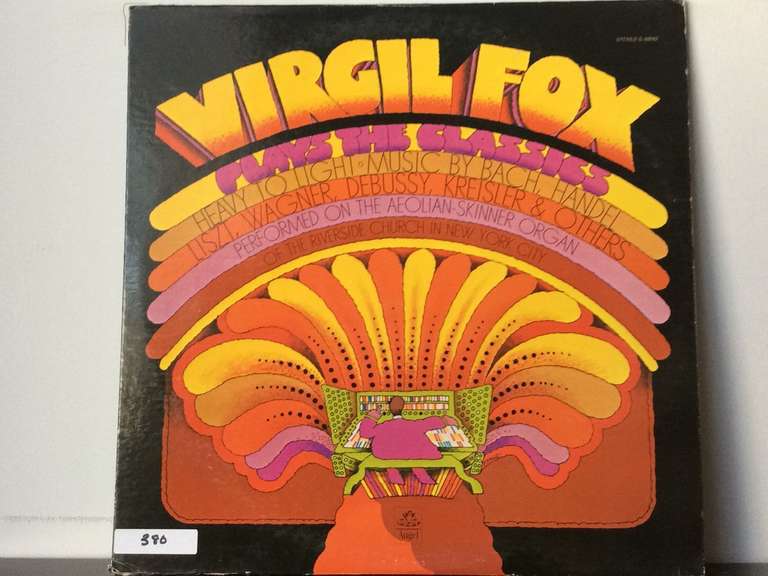 VIRGIL FOX
PLAYS THE CLASSICS
HEAVY TO LIGHT • MUSIC BY BACH, HANDEL,
LISZT, WAGNER, DEBUSSY, KREISLER & OTHERS
PERFORMED ON THE AEOLIAN-SKINNER ORGAN
OF THE RIVERSIDE CHURCH IN NEW YORK CITY
Angel
380